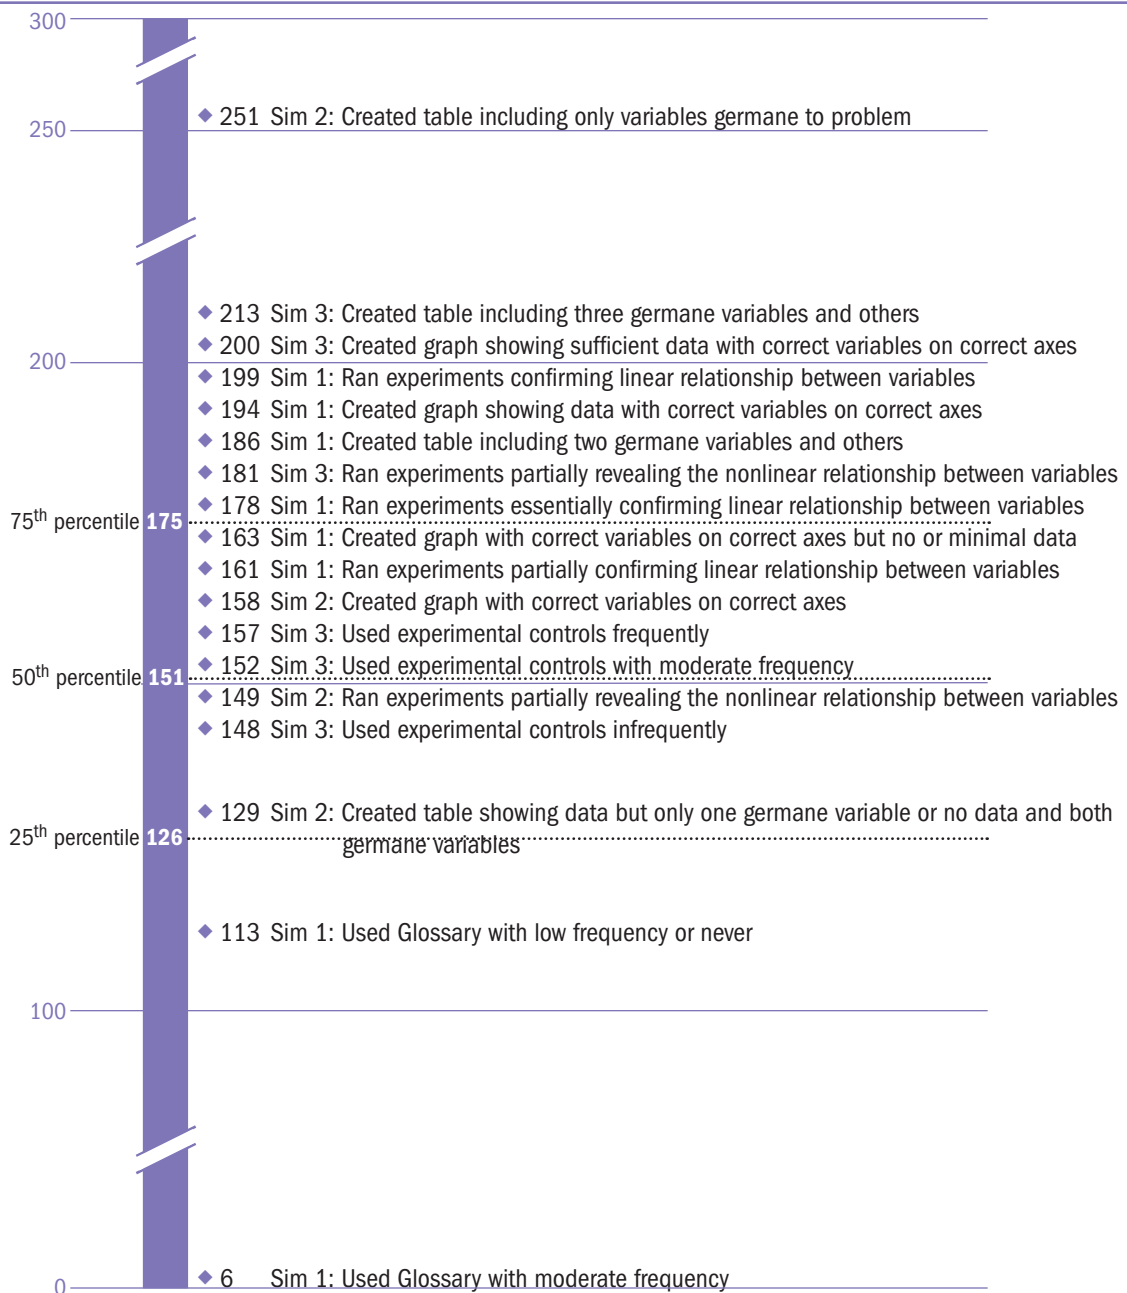 300
251 Sim 2: Created table including only variables germane to problem
250
213 Sim 3: Created table including three germane variables and others
200 Sim 3: Created graph showing sufficient data with correct variables on correct axes
200
199 Sim 1: Ran experiments confirming linear relationship between variables
194 Sim 1: Created graph showing data with correct variables on correct axes
186 Sim 1: Created table including two germane variables and others
181 Sim 3: Ran experiments partially revealing the nonlinear relationship between variables
178 Sim 1: Ran experiments essentially confirming linear relationship between variables
75th percentile 175
163 Sim 1: Created graph with correct variables on correct axes but no or minimal data
161 Sim 1: Ran experiments partially confirming linear relationship between variables
158 Sim 2: Created graph with correct variables on correct axes
157 Sim 3: Used experimental controls frequently
152 Sim 3: Used experimental controls with moderate frequency
50th percentile 151
149 Sim 2: Ran experiments partially revealing the nonlinear relationship between variables
148 Sim 3: Used experimental controls infrequently
129 Sim 2: Created table showing data but only one germane variable or no data and both
25th percentile 126
germane variables
113 Sim 1: Used Glossary with low frequency or never
100
6 Sim 1: Used Glossary with moderate frequency
0